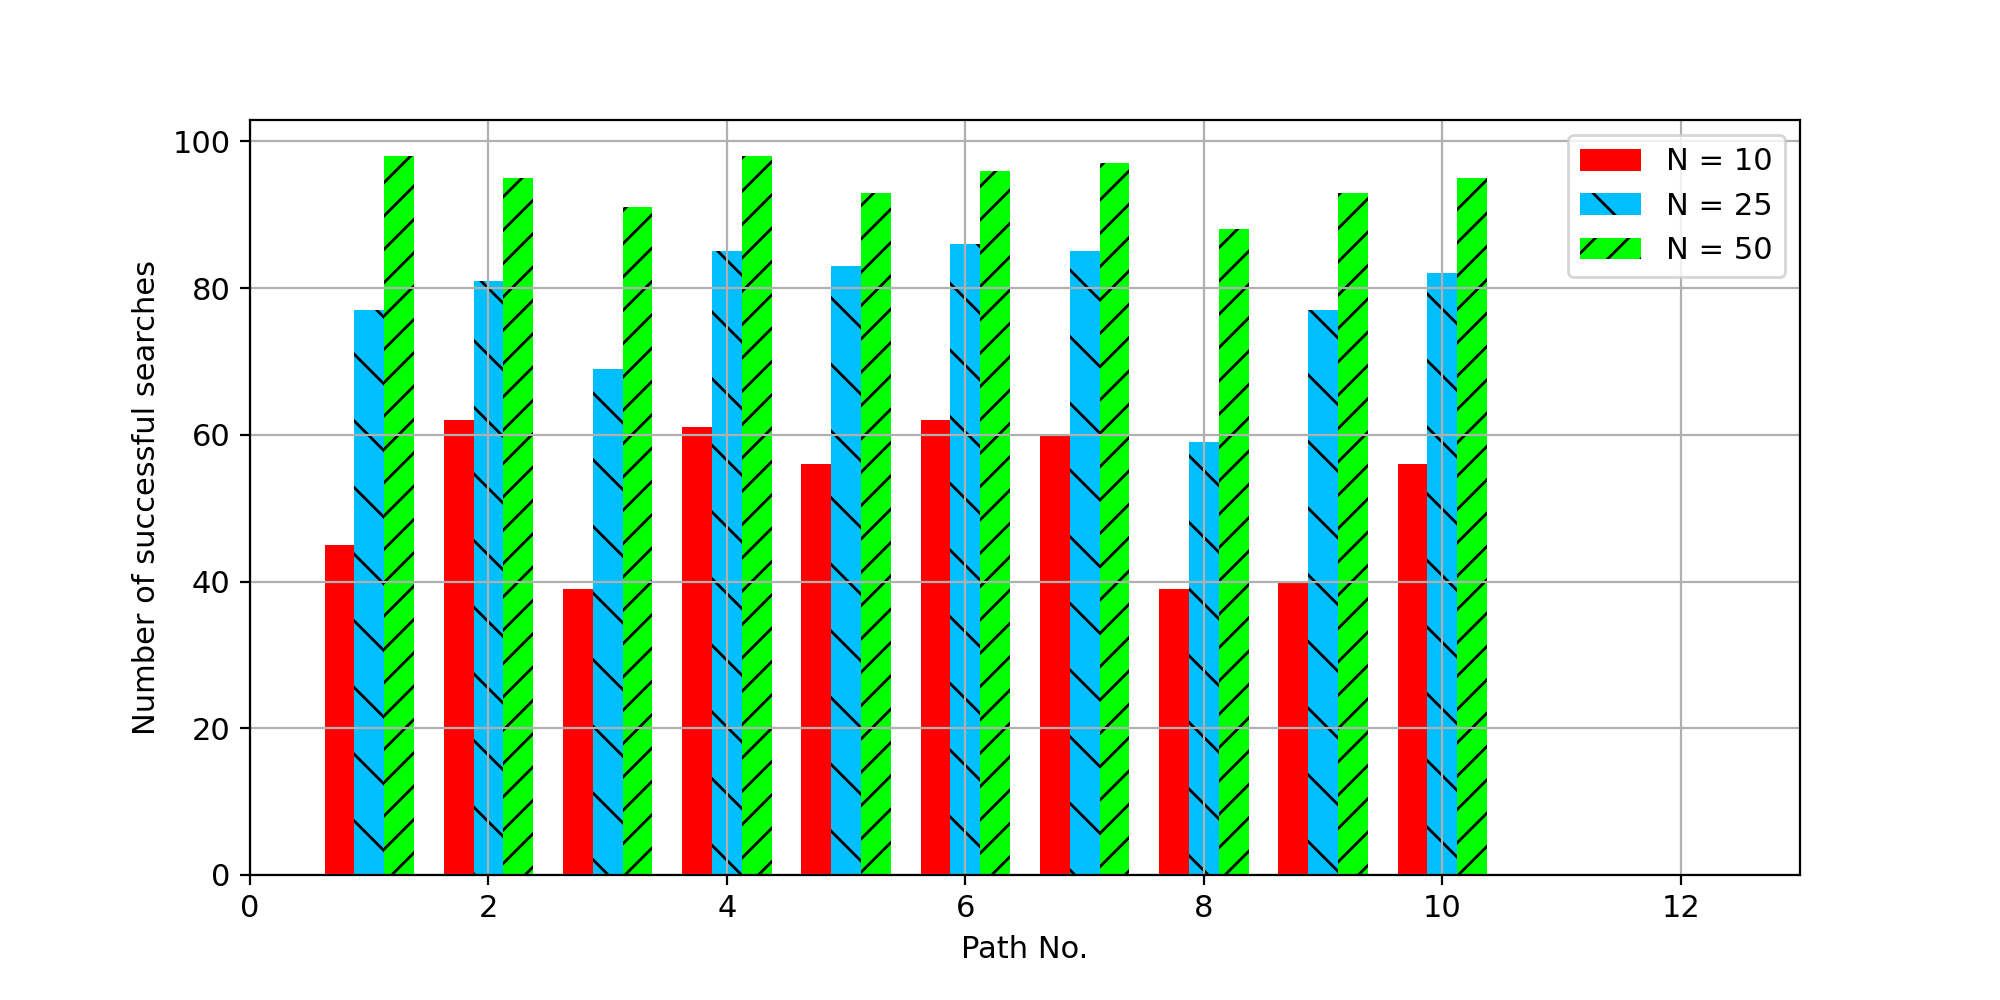 100
80
60
40
20
0
Number of successful searches
N = 10
N = 25
N = 50
0 2 4 6 8 10 12
Path No.